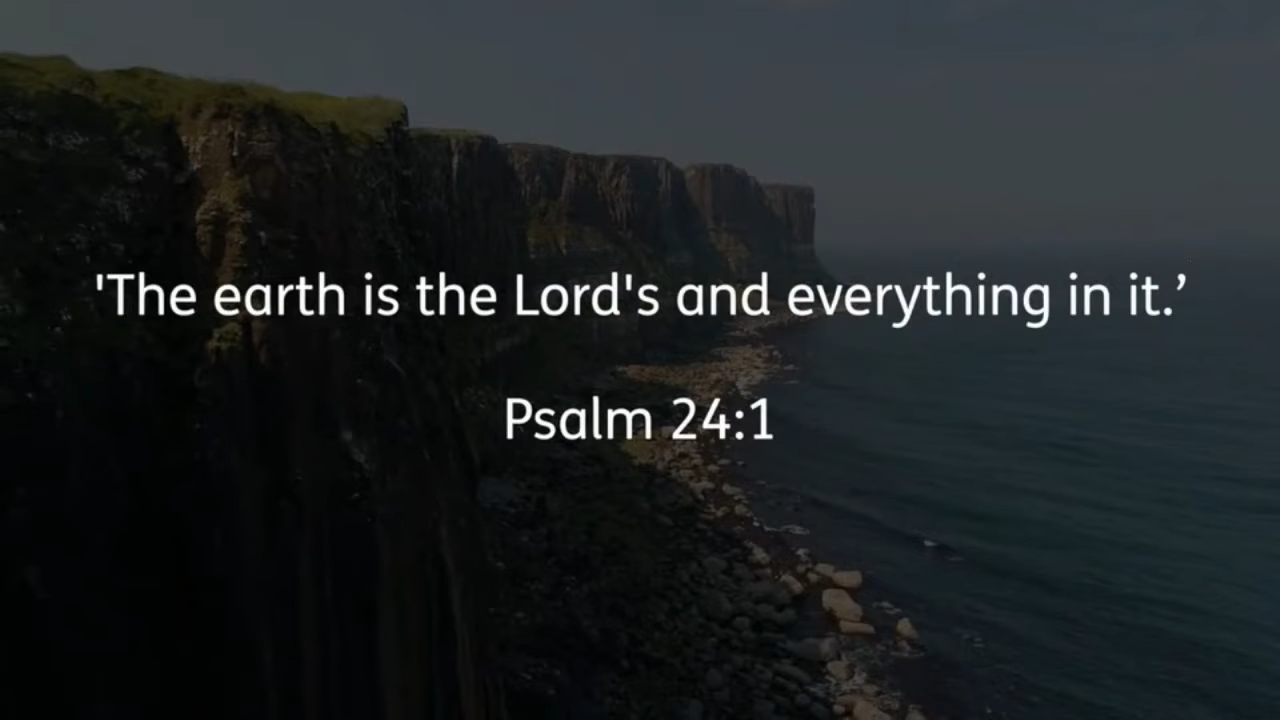 'The earth is the Lord's and everything in it.’
Psalm 24:1